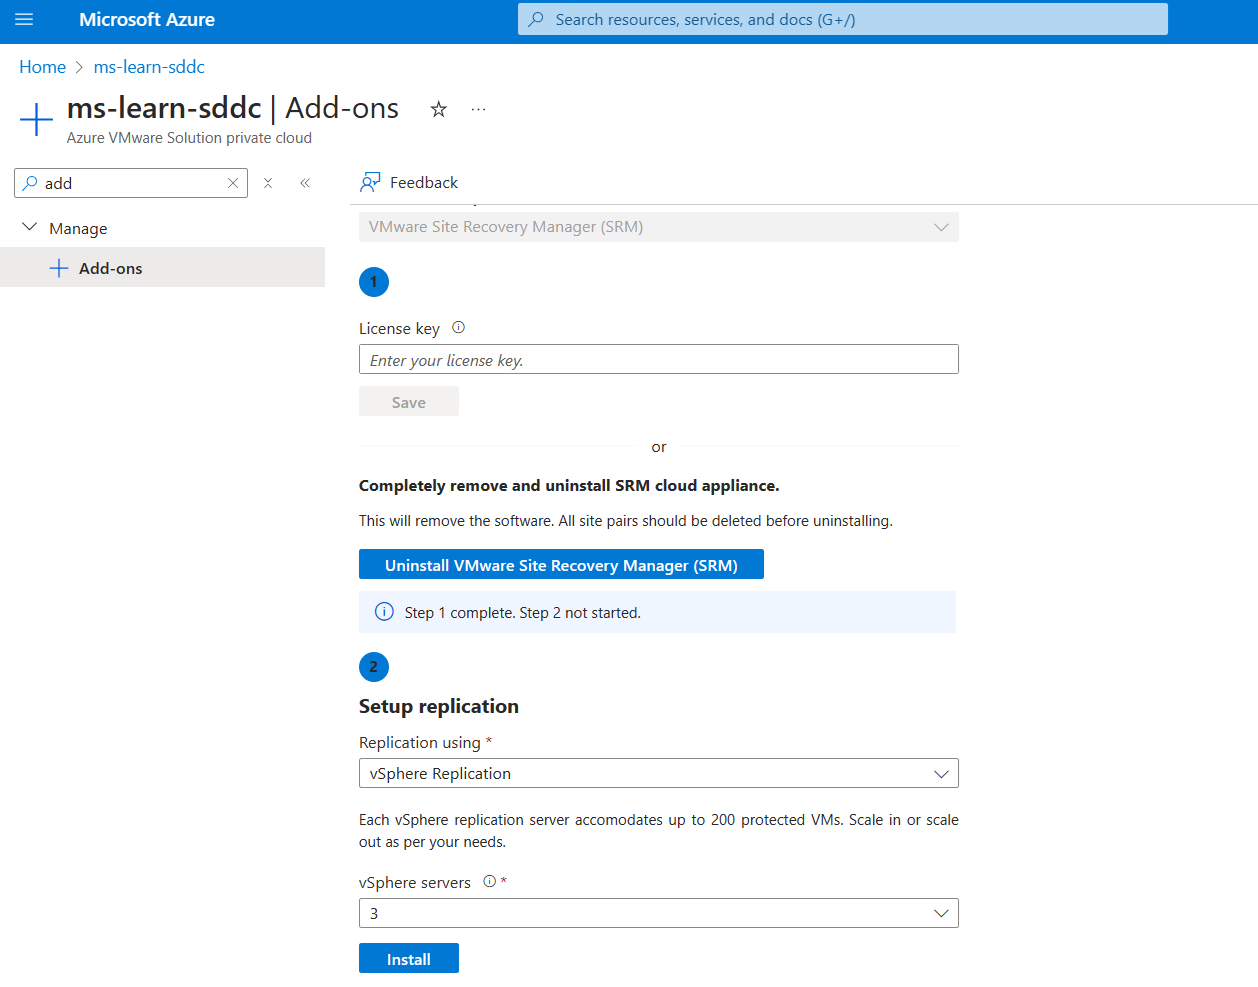 Microsoft Azure
Search resources, services, and docs (G+/)
Home > ms-learn-sddc
ms-learn-sddc | Add-ons
Azure VMware Solution private cloud
add
Feedback
Manage
Add-ons
VMware Site Recovery Manager (SRM)
1
License key
Enter your license key.
Save
or
Completely remove and uninstall SRM cloud appliance.
This will remove the software. All site pairs should be deleted before uninstalling.
Uninstall VMware Site Recovery Manager (SRM)
Step 1 complete. Step 2 not started.
2
Setup replication
Replication using *
vSphere Replication
Each vSphere replication server accomodates up to 200 protected VMs. Scale in or scale
out as per your needs.
vSphere servers *
3
Install